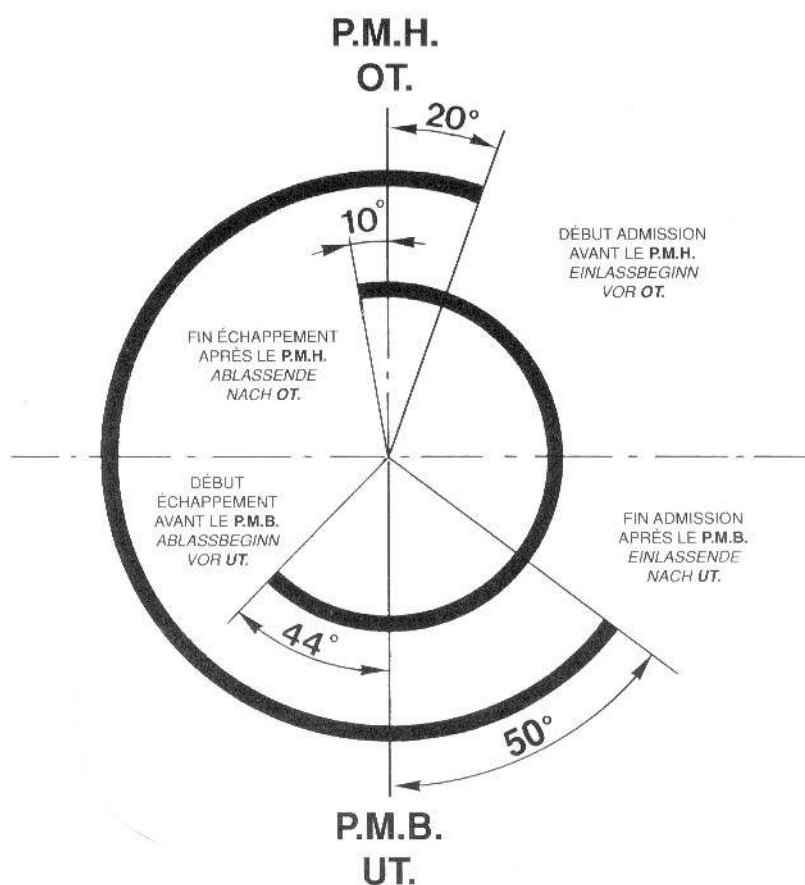 P.M.H.
OT.
20°
10°
DÉBUT ADMISSION
AVANT LE P.M.H.
EINLASSBEGINN
VOR OT.
FIN ÉCHAPPEMENT
APRÈS LE P.M.H.
ABLASSENDE
NACH OT.
DÉBUT
ÉCHAPPEMENT
AVANT LE P.M.B.
ABLASSBEGINN
VOR UT.
FIN ADMISSION
APRÈS LE P.M.B.
EINLASSENDE
NACH UT.
44°
50°
P.M.B.
UT.